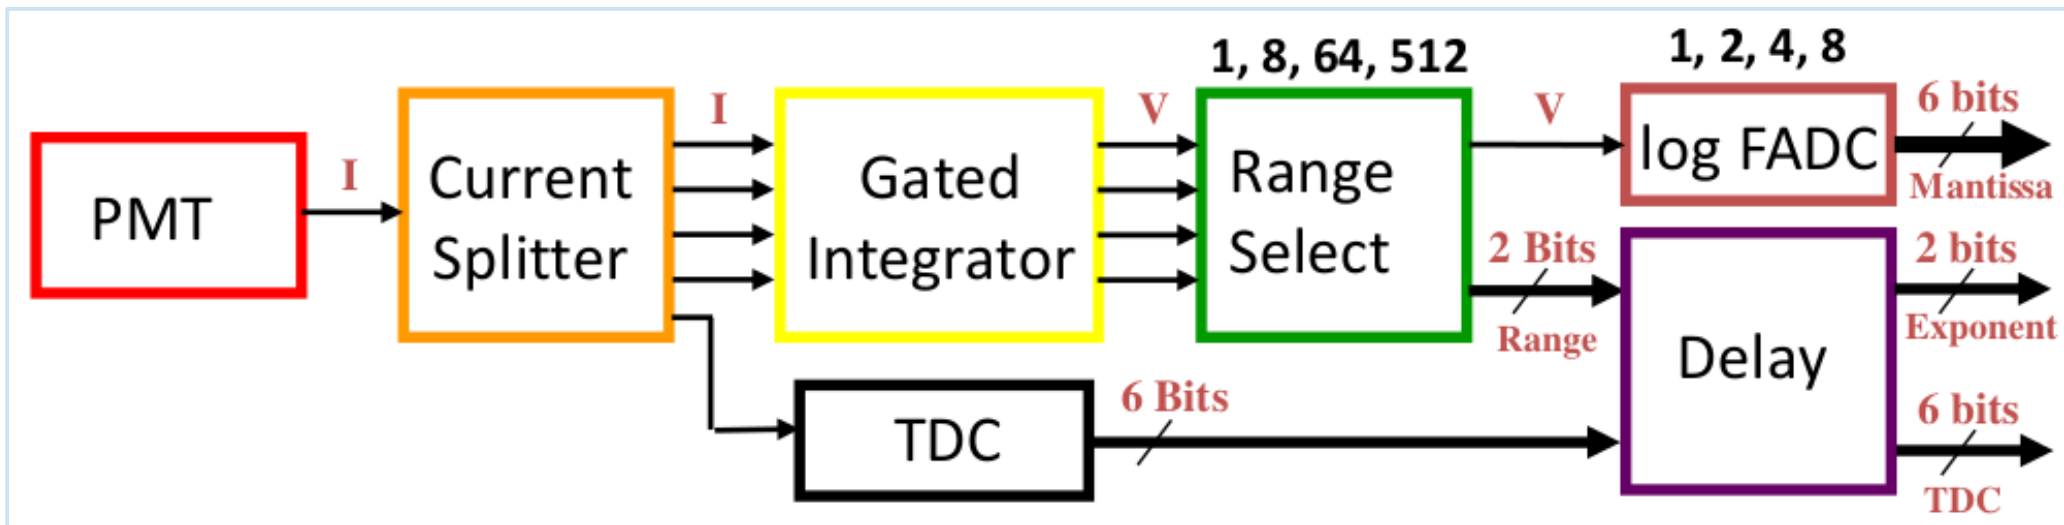 PMT
I
Current
Splitter
I
Gated
Integrator
V
1, 8, 64, 512
Range
Select
V
1, 2, 4, 8
log FADC
6 bits
Mantissa
2 Bits
Range
Delay
2 bits
Exponent
TDC
6 Bits
6 bits
TDC